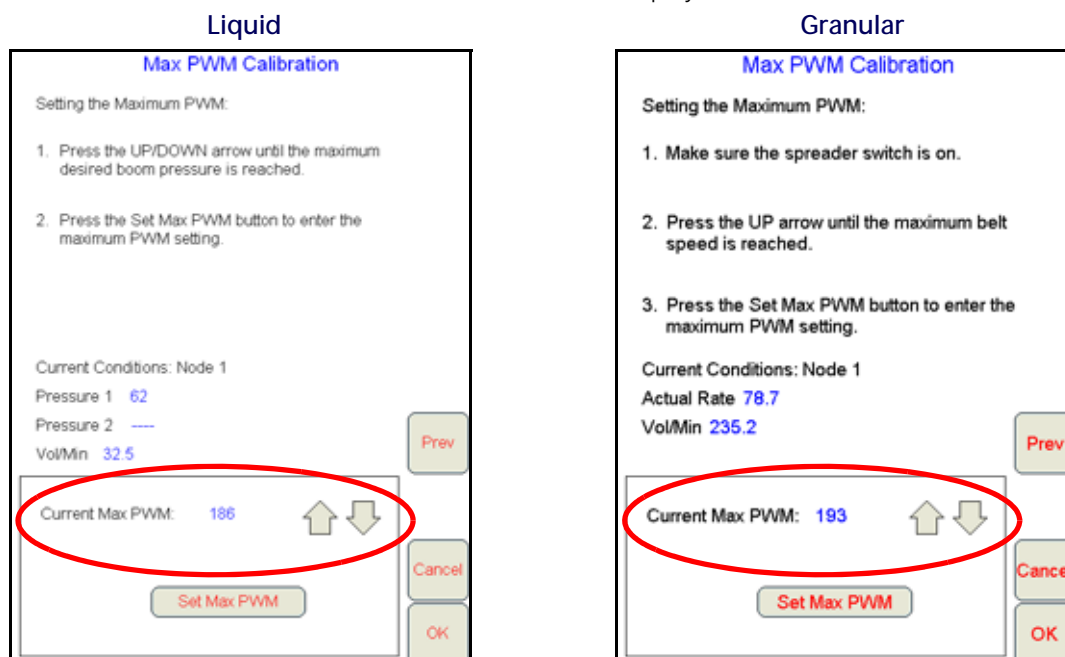 Liquid
Max PWM Calibration
Setting the Maximum PWM:
1. Press the UP/DOWN arrow until the maximum
desired boom pressure is reached.
2. Press the Set Max PWM button to enter the
maximum PWM setting.
Current Conditions: Node 1
Pressure 1 62
Pressure 2 ----
Vol/Min 32.5
Prev
Current Max PWM: 186
Cancel
Set Max PWM
OK
Granular
Max PWM Calibration
Setting the Maximum PWM:
1. Make sure the spreader switch is on.
2. Press the UP arrow until the maximum belt
speed is reached.
3. Press the Set Max PWM button to enter the
maximum PWM setting.
Current Conditions: Node 1
Actual Rate 78.7
Vol/Min 235.2
Prev
Current Max PWM: 193
Cance
Set Max PWM
OK